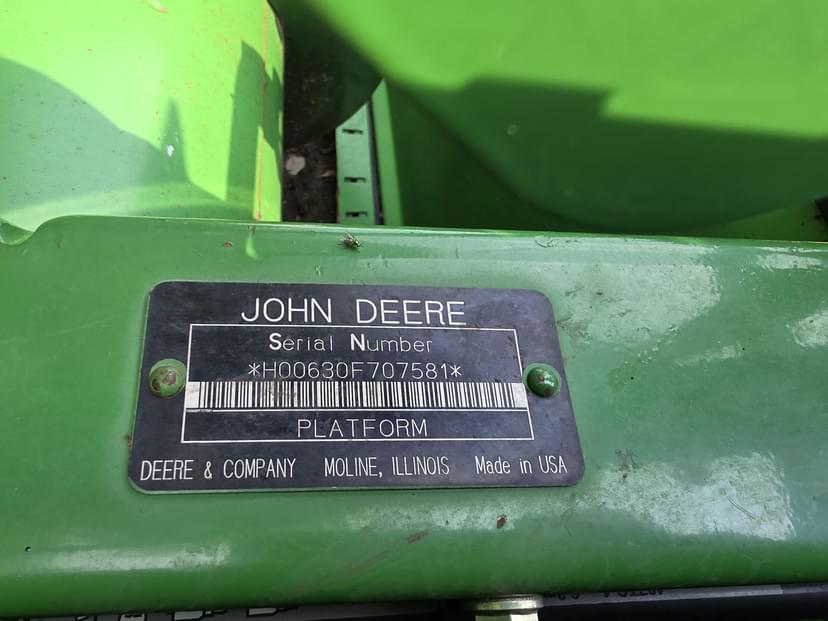 JOHN DEERE
Serial Number
*H00630F707581*
PLATFORM
DEERE & COMPANY MOLINE, ILLINOIS Made in USA